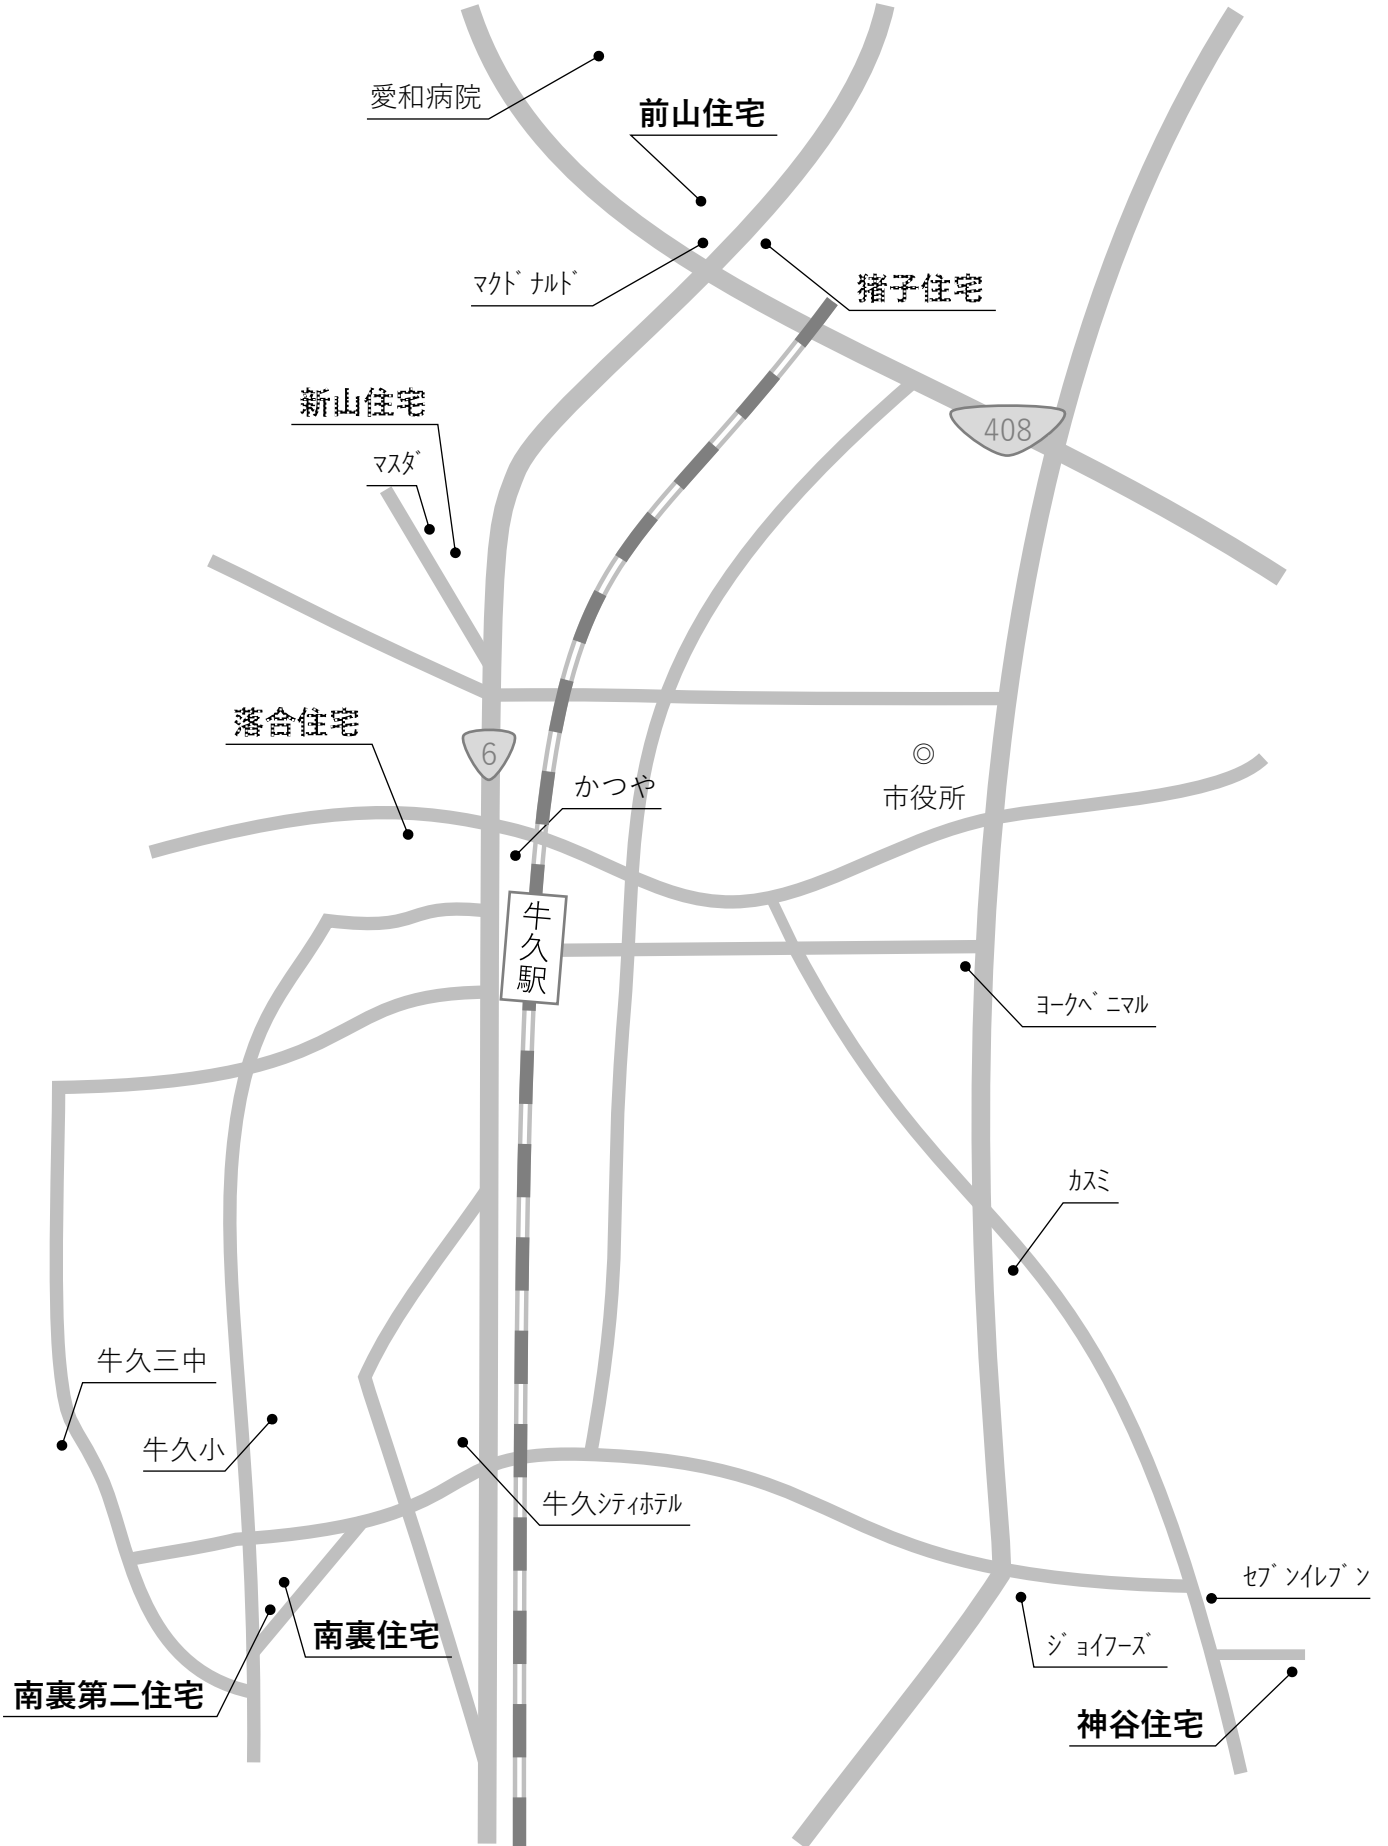 愛和病院
前山住宅
ﾏｸﾄﾞﾅﾙﾄﾞ
猪子住宅
新山住宅
408
ﾏｽﾀﾞ
落合住宅
6
市役所
かつや
牛久駅
ﾖｰｸﾍﾞﾆﾏﾙ
ｶｽﾐ
牛久三中
牛久小
牛久ｼﾃｨﾎﾃﾙ
ｾﾌﾞﾝｲﾚﾌﾞﾝ
南裏住宅
ｼﾞｮｲﾌｰｽﾞ
南裏第二住宅
神谷住宅